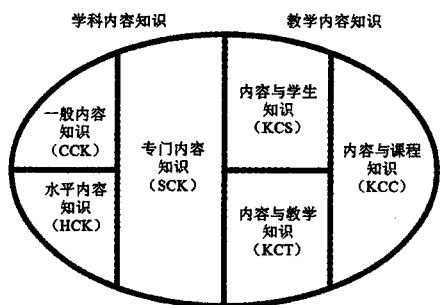 学科内容知识
教学内容知识
一般内容
知识
（CCK）
水平内容
知识
（HCK）
专门内容
知识
（SCK）
内容与学生
知识
（KCS）
内容与教学
知识
（KCT）
内容与课程
知识
（KCC）